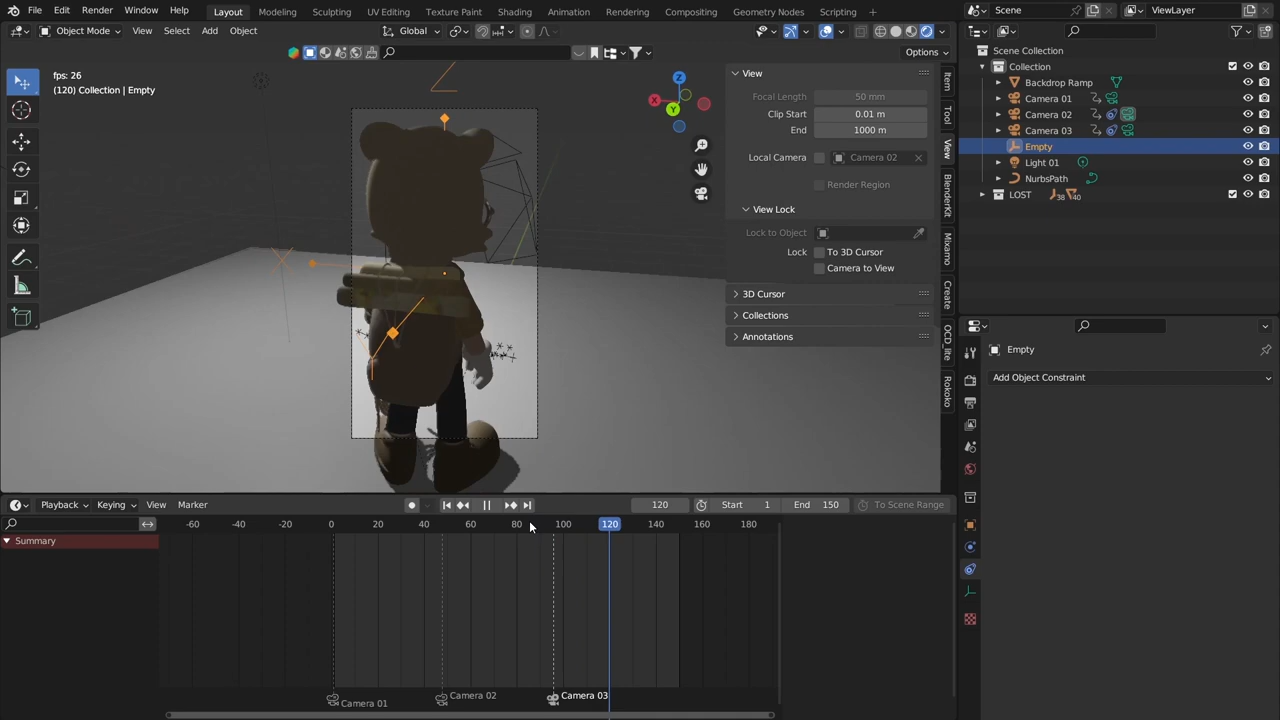 File Edit Render Window Help Layout Modeling Sculpting UV Editing Texture Paint Shading Animation Rendering Compositing Geometry Nodes Scripting + Scene ViewLayer
Object Mode View Select Add Object Global
Options
fps: 26
(120) Collection | Empty
X
Y
Z
View
Focal Length 50 mm
Clip Start 0.01 m
End 1000 m
Local Camera Camera 02
Render Region
View Lock
Lock to Object
Lock To 3D Cursor
Camera to View
3D Cursor
Collections
Annotations
Item
Tool
View
BlenderKit
Mixamo
Create
OCD_lite
Rokoko
Scene Collection
Collection
Backdrop Ramp
Camera 01
Camera 02
Camera 03
Empty
Light 01
NurbsPath
LOST 38 40
Empty
Add Object Constraint
Playback Keying View Marker 120 Start 1 End 150 To Scene Range
-60 -40 -20 0 20 40 60 80 100 120 140 160 180
Summary
Camera 01
Camera 02
Camera 03